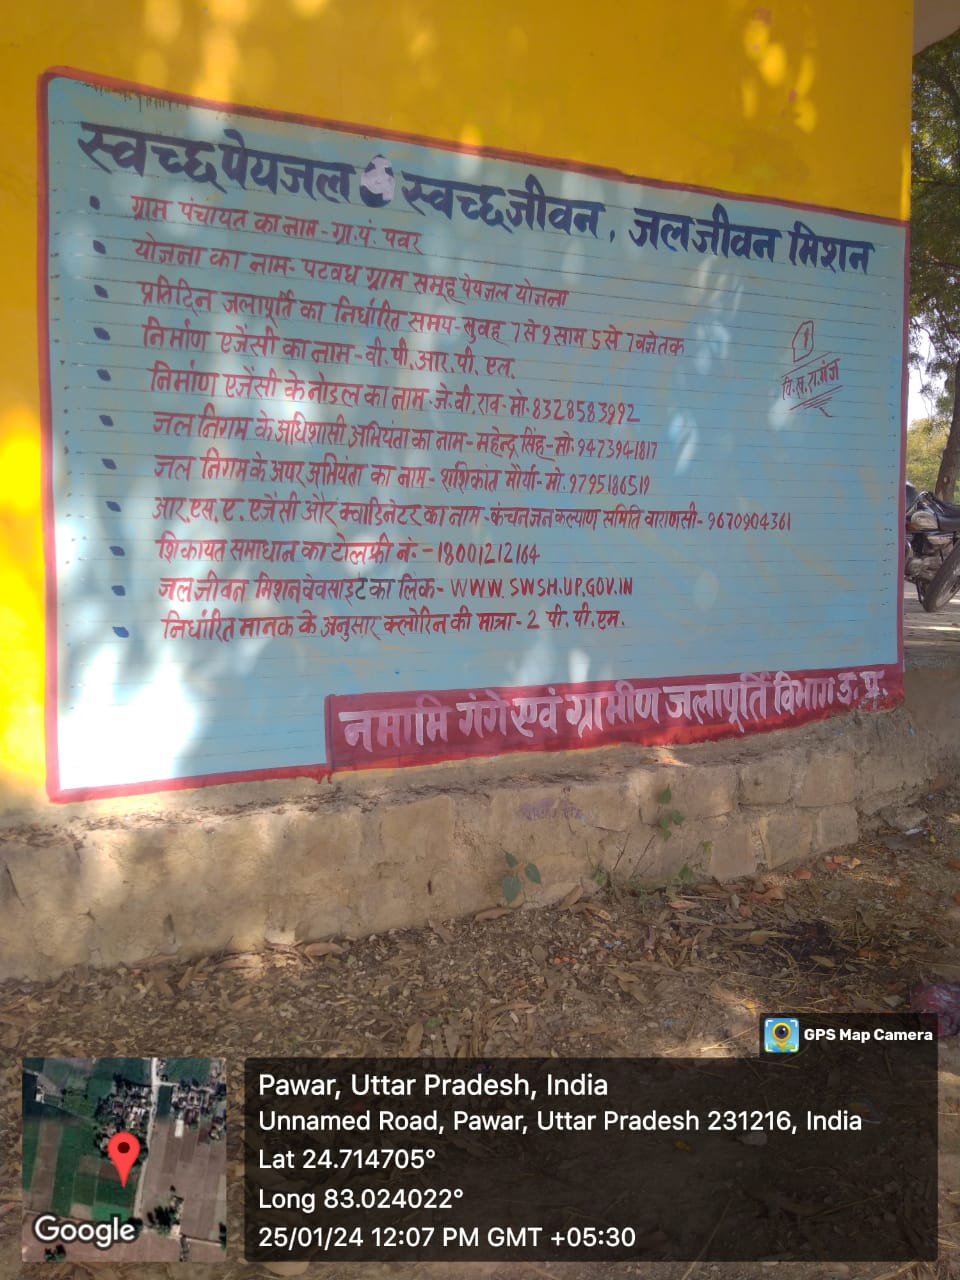 स्वच्छ पेयजल स्वच्छ जीवन, जल जीवन मिशन
ग्राम पंचायत का नाम - ग्रा.पं. पवर
योजना का नाम - पटवध ग्राम समूह पेयजल योजना
प्रतिदिन जलापूर्ति का निर्धारित समय - सुबह 7 से 9 साम 5 से 7 बजे तक
निर्माण एजेंसी का नाम - वी.पी.आर.पी.एल.
निर्माण एजेंसी के नोडल का नाम - जे.वी.राव - मो. 8328583992
जल निगम के अधिशासी अभियंता का नाम - महेन्द्र सिंह - मो. 9473941817
जल निगम के अपर अभियंता का नाम - शशिकांत मौर्या - मो. 9795186519
आर.एस.ए. एजेंसी और क्वाडिनेटर का नाम - कंचन जन कल्याण समिति वाराणसी - 9670904361
शिकायत समाधान का टोल फ्री नं. - 18001212164
जल जीवन मिशन वेवसाइट का लिंक - WWW.SWSH.UP.GOV.IN
निर्धारित मानक के अनुसार क्लोरिन की मात्रा - 2 पी.पी.एम.
1
वि.ख.रा.गंज
नमामि गंगे एवं ग्रामीण जलापूर्ति विभाग उ.प्र.
GPS Map Camera
Pawar, Uttar Pradesh, India
Unnamed Road, Pawar, Uttar Pradesh 231216, India
Lat 24.714705°
Long 83.024022°
25/01/24 12:07 PM GMT +05:30
Google